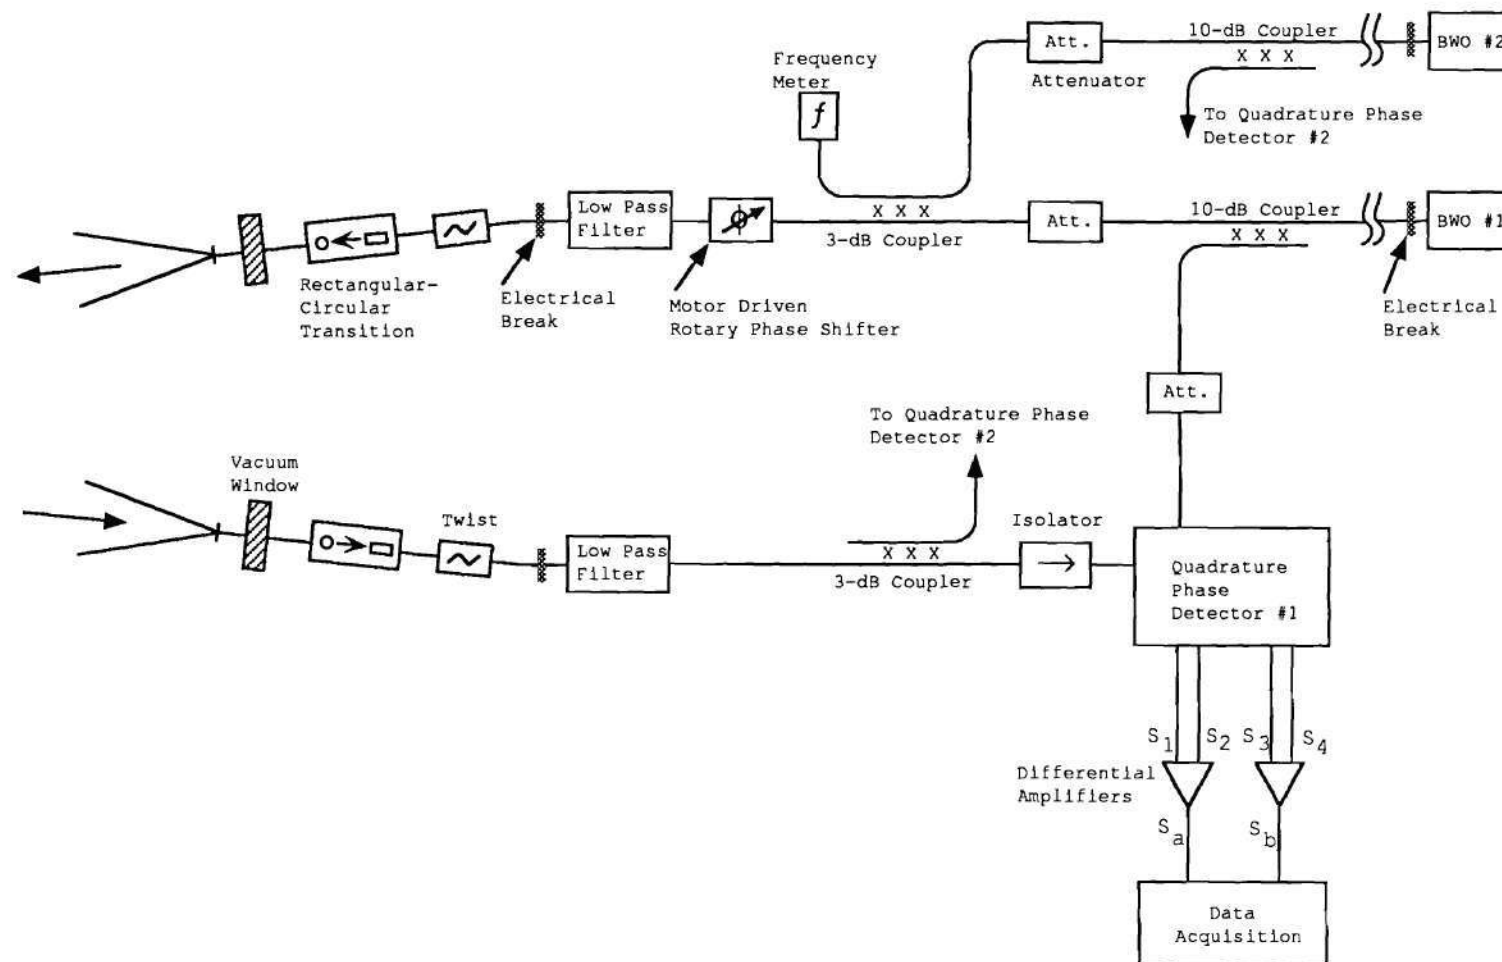 10-dB Coupler
X X X
BWO #2
Att.
Attenuator
Frequency
Meter
f
To Quadrature Phase
Detector #2
Low Pass
Filter
X X X
3-dB Coupler
Att.
10-dB Coupler
X X X
BWO #1
Rectangular-
Circular
Transition
Electrical
Break
Motor Driven
Rotary Phase Shifter
Electrical
Break
Att.
To Quadrature Phase
Detector #2
Vacuum
Window
Twist
Low Pass
Filter
X X X
3-dB Coupler
Isolator
Quadrature
Phase
Detector #1
S1 S2 S3 S4
Differential
Amplifiers
Sa Sb
Data
Acquisition